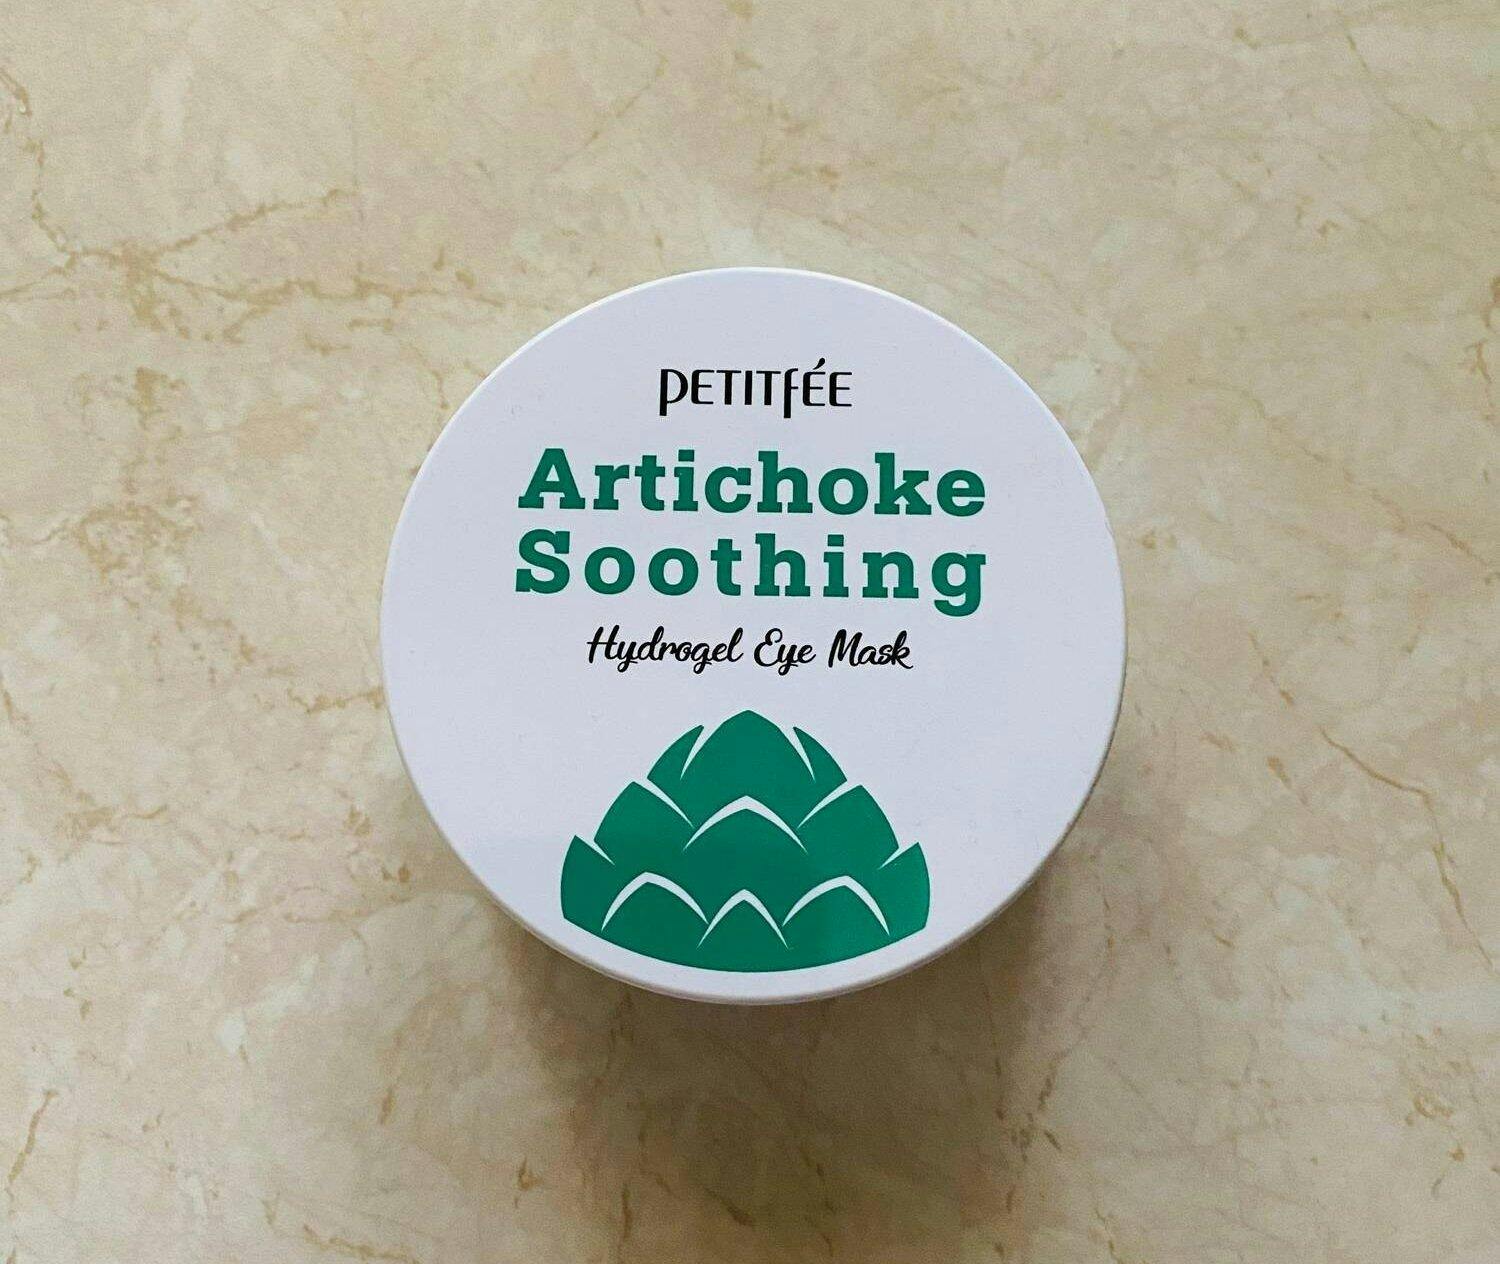 PETITFÉE
Artichoke
Soothing
Hydrogel Eye Mask